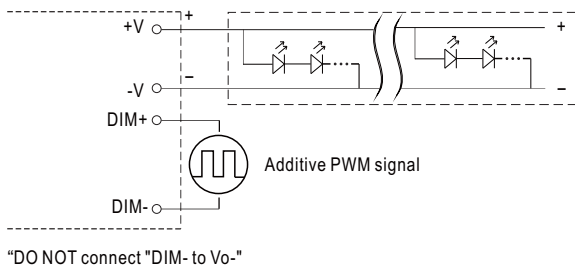 +V
+
+
-V
−
−
DIM+
Additive PWM signal
DIM-
“DO NOT connect "DIM- to Vo-"